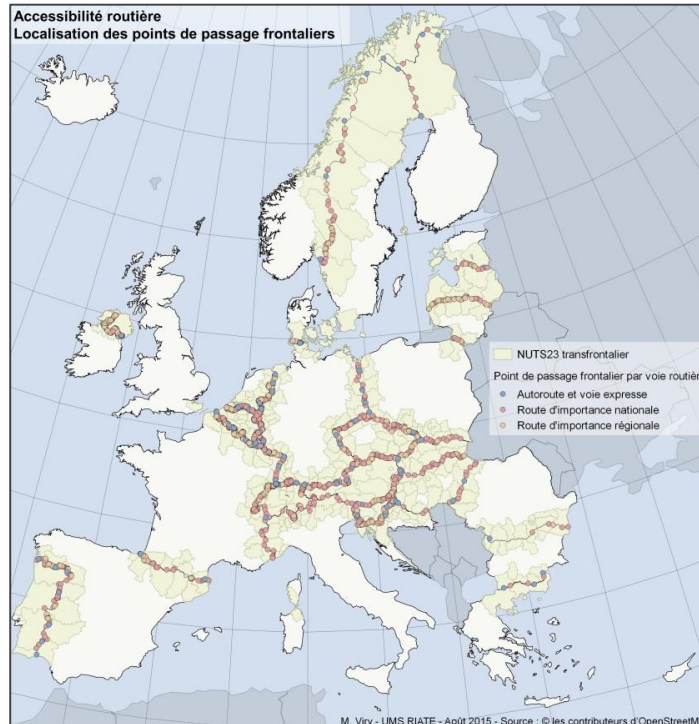 Accessibilité routière
Localisation des points de passage frontaliers
NUTS23 transfrontalier
Point de passage frontalier par voie routièr
Autoroute et voie expresse
Route d'importance nationale
Route d'importance régionale
M. Viry - UMS RIATE - Août 2015 - Source : © les contributeurs d'OpenStreetM